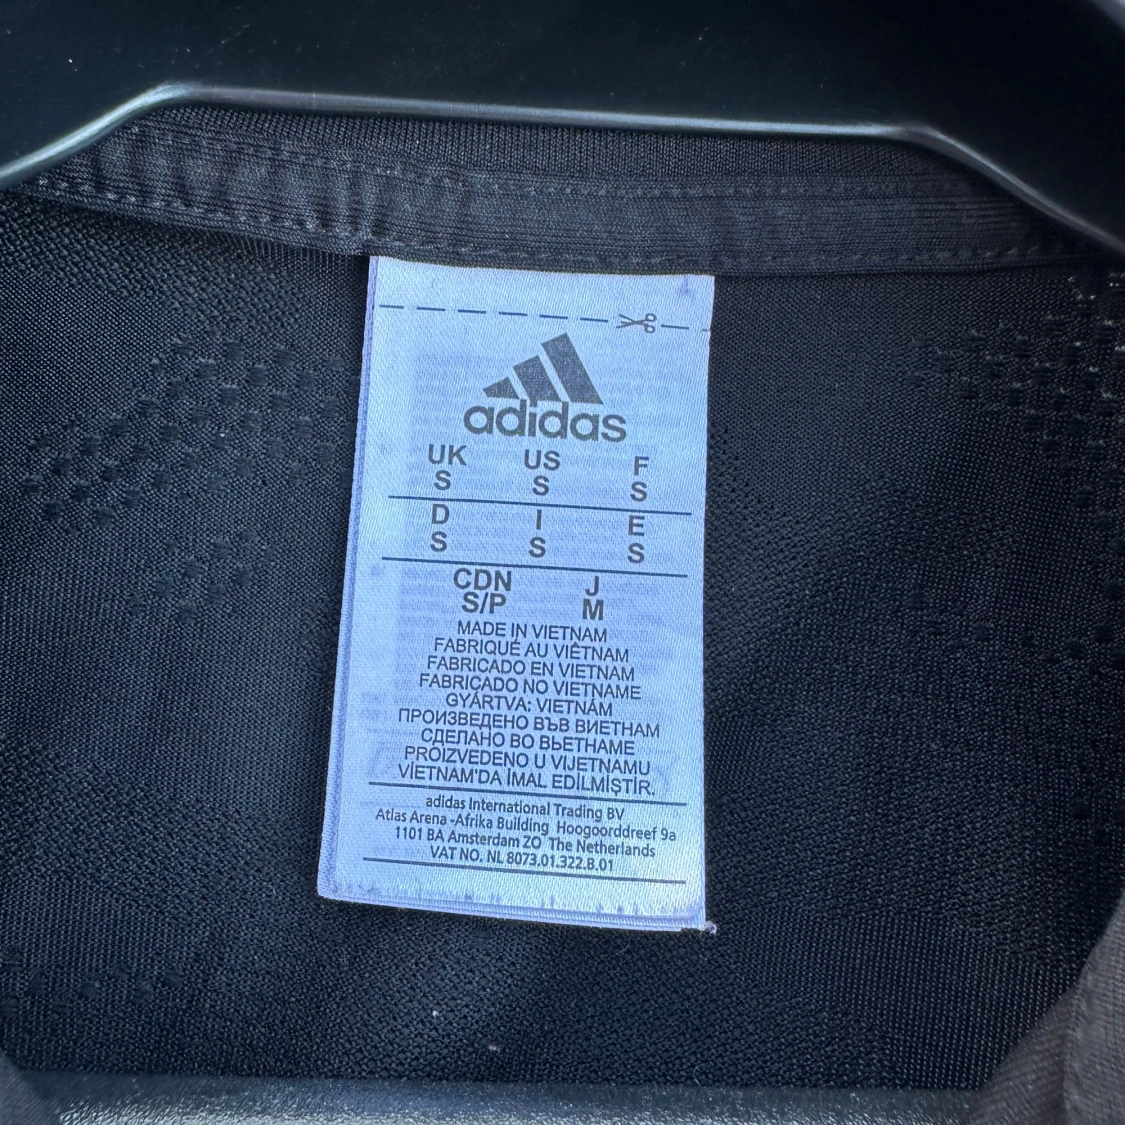 adidas
UK US F
S S S
D I E
S S S
CDN J
S/P M
MADE IN VIETNAM
FABRIQUÉ AU VIÊTNAM
FABRICADO EN VIETNAM
FABRICADO NO VIETNAME
GYÁRTVA: VIETNÁM
ПРОИЗВЕДЕНО ВЪВ ВИЕТНАМ
СДЕЛАНО ВО ВЬЕТНАМЕ
PROIZVEDENO U VIJETNAMU
VİETNAM'DA İMAL EDİLMİŞTİR.
adidas International Trading BV
Atlas Arena -Afrika Building Hoogoorddreef 9a
1101 BA Amsterdam ZO The Netherlands
VAT NO. NL 8073.01.322.B.01